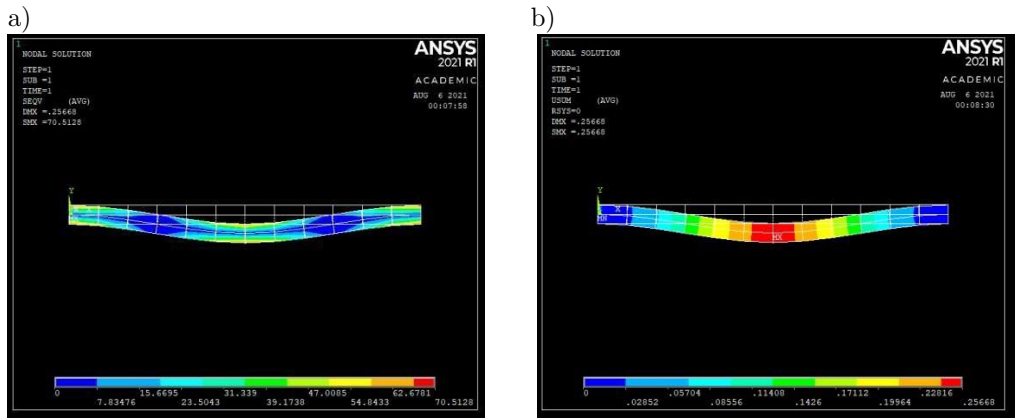 a)
1
NODAL SOLUTION
STEP=1
SUB =1
TIME=1
SEQV (AVG)
DMX =.25668
SMX =70.5128
ANSYS
2021 R1
ACADEMIC
AUG 6 2021
00:07:58
Y
X
0
7.83476
15.6695
23.5043
31.339
39.1738
47.0085
54.8433
62.6781
70.5128
b)
1
NODAL SOLUTION
STEP=1
SUB =1
TIME=1
USUM (AVG)
RSYS=0
DMX =.25668
SMX =.25668
ANSYS
2021 R1
ACADEMIC
AUG 6 2021
00:08:30
Y
X
MN
MX
0
.02852
.05704
.08556
.11408
.1426
.17112
.19964
.22816
.25668